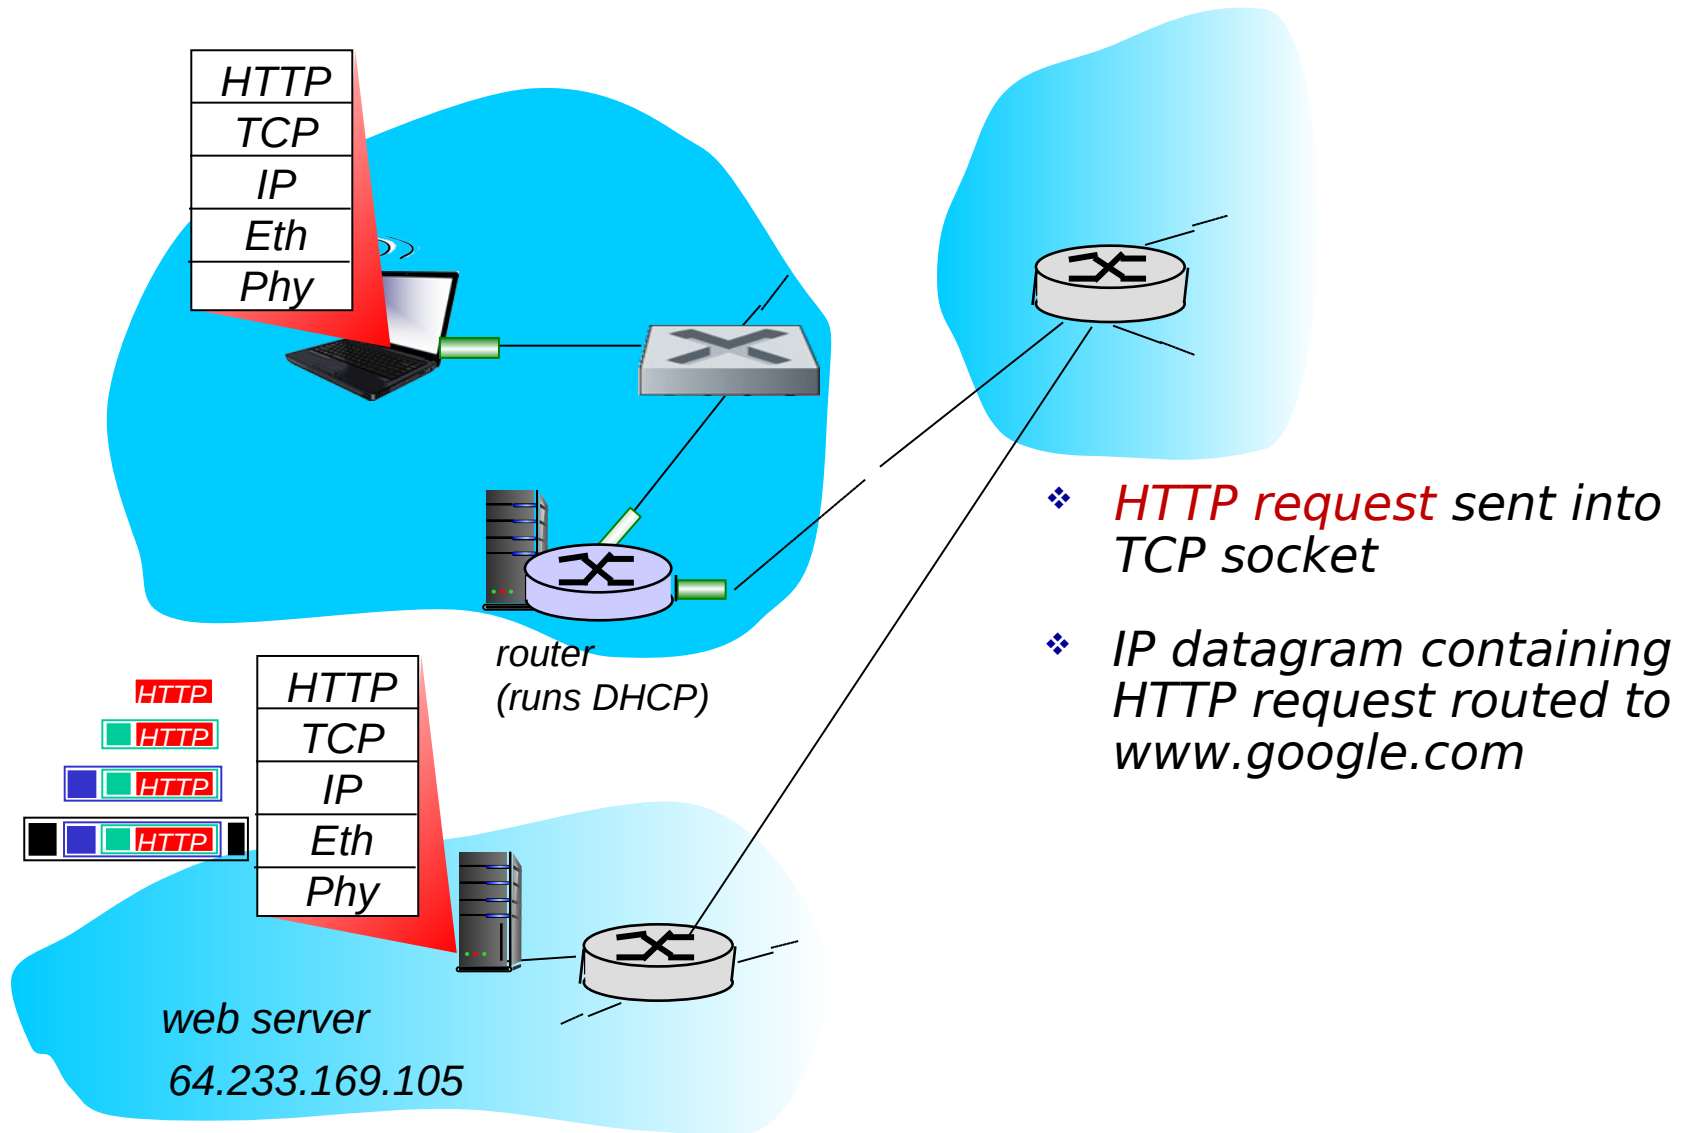 HTTP
TCP
IP
Eth
Phy
router
(runs DHCP)
HTTP request sent into
TCP socket
IP datagram containing
HTTP request routed to
www.google.com
HTTP
HTTP
HTTP
HTTP
HTTP
TCP
IP
Eth
Phy
web server
64.233.169.105